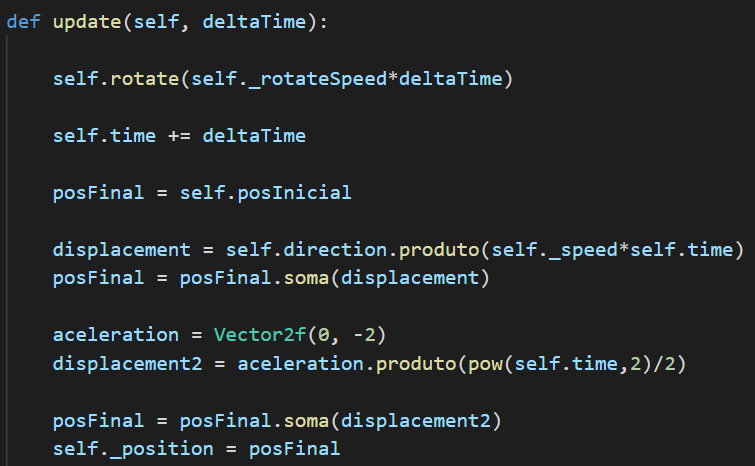 def update(self, deltaTime):
self.rotate(self._rotateSpeed*deltaTime)
self.time += deltaTime
posFinal = self.posInicial
displacement = self.direction.produto(self._speed*self.time)
posFinal = posFinal.soma(displacement)
aceleration = Vector2f(0, -2)
displacement2 = aceleration.produto(pow(self.time,2)/2)
posFinal = posFinal.soma(displacement2)
self._position = posFinal